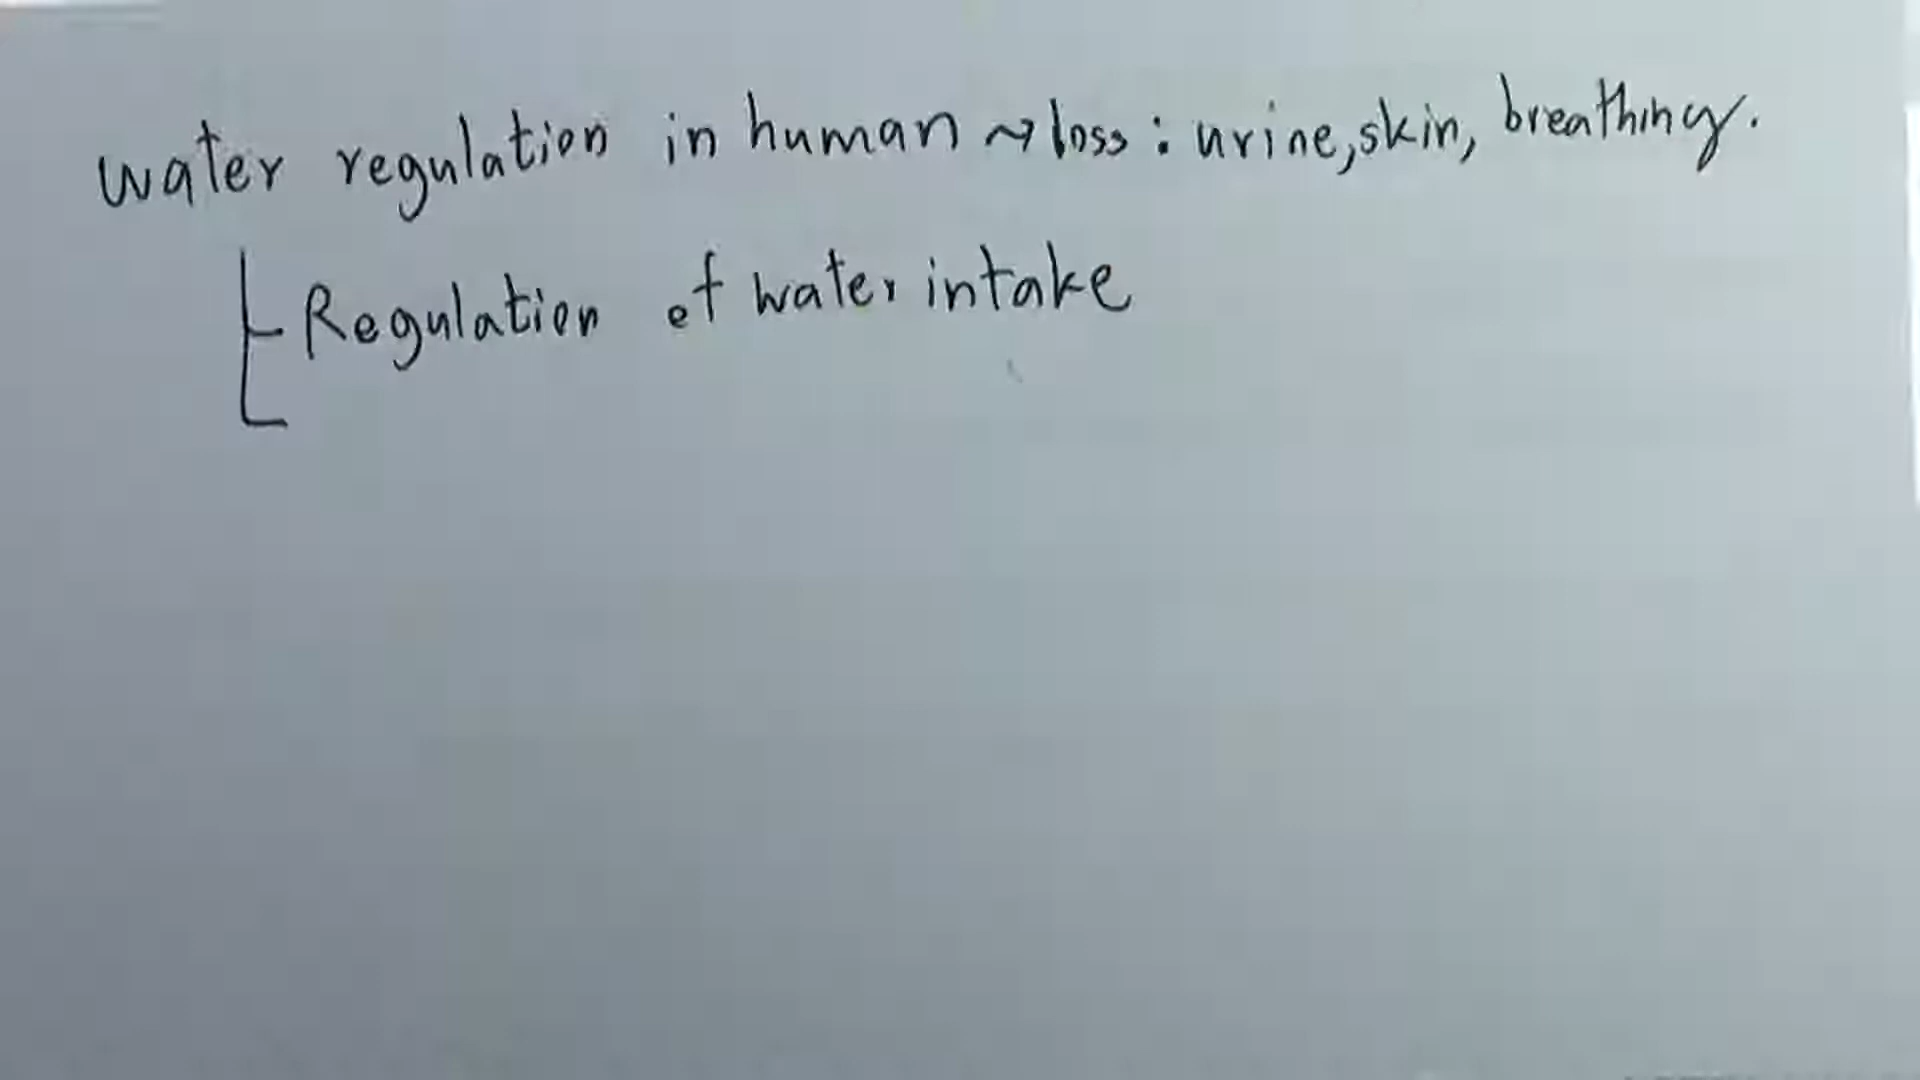 water regulation in human ⇝ loss : urine, skin, breathing.
Regulation of water intake